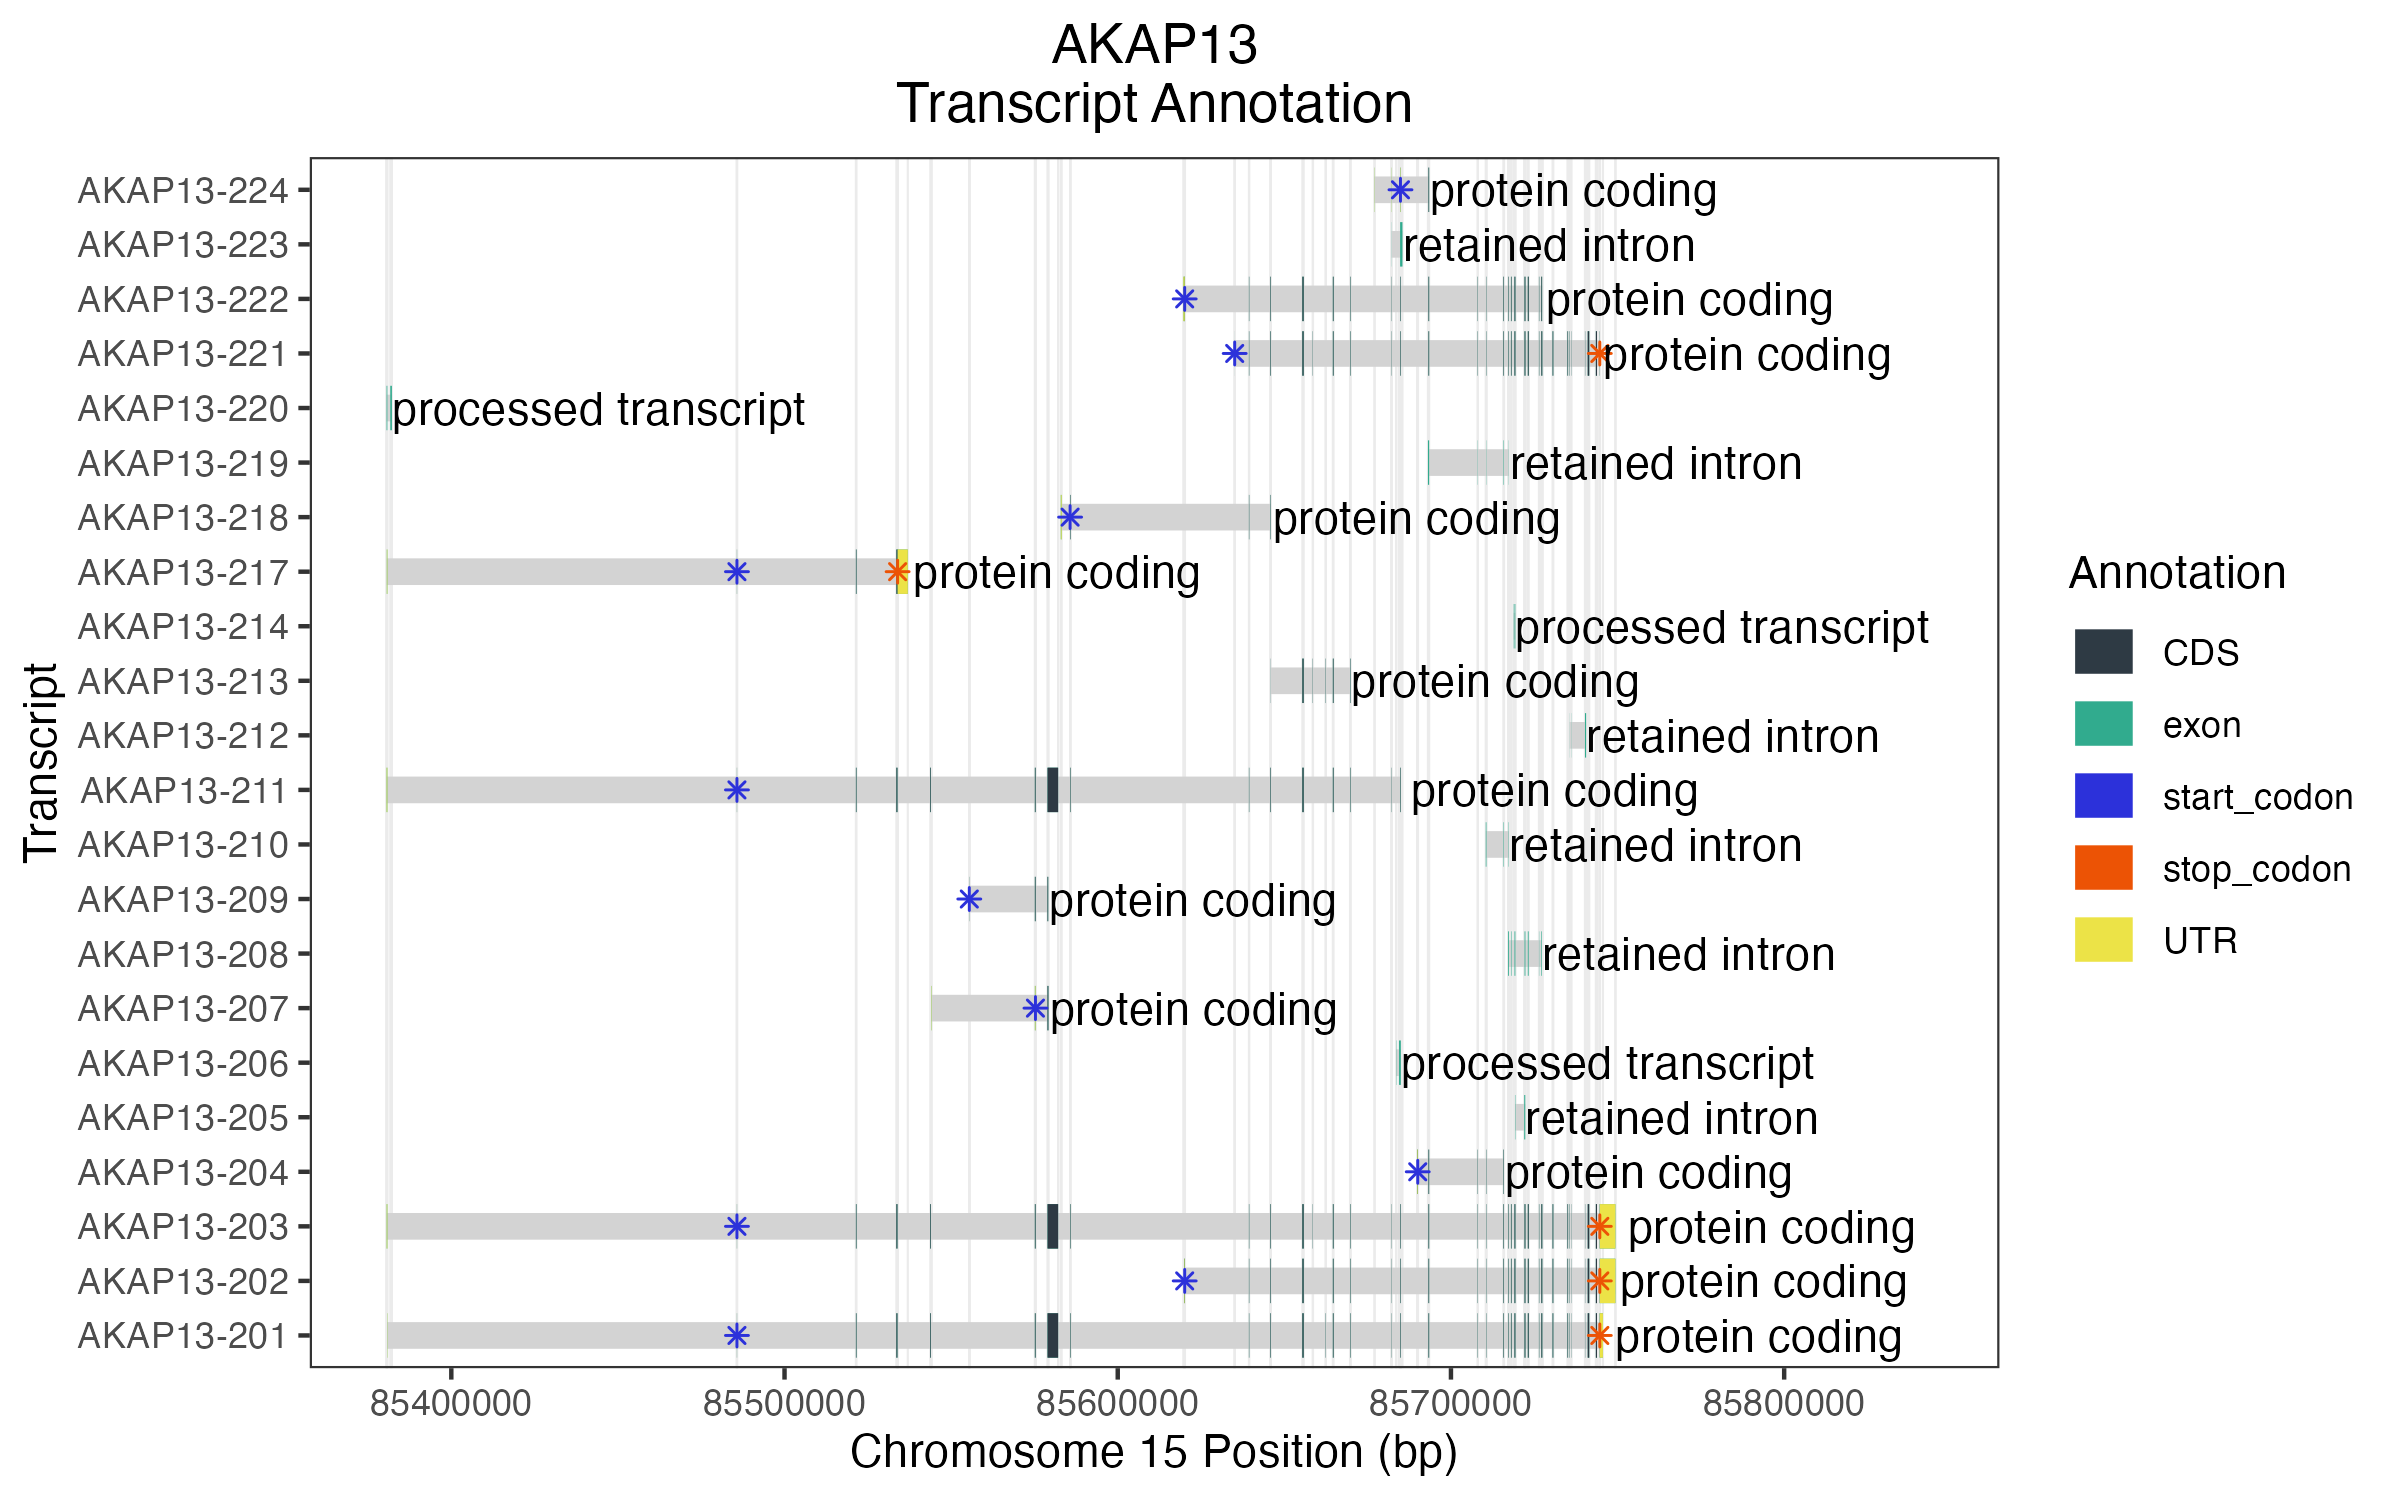 AKAP13
Transcript Annotation
Transcript
AKAP13-224 protein coding
AKAP13-223 retained intron
AKAP13-222 protein coding
AKAP13-221 protein coding
AKAP13-220 processed transcript
AKAP13-219 retained intron
AKAP13-218 protein coding
AKAP13-217 protein coding
AKAP13-214 processed transcript
AKAP13-213 protein coding
AKAP13-212 retained intron
AKAP13-211 protein coding
AKAP13-210 retained intron
AKAP13-209 protein coding
AKAP13-208 retained intron
AKAP13-207 protein coding
AKAP13-206 processed transcript
AKAP13-205 retained intron
AKAP13-204 protein coding
AKAP13-203 protein coding
AKAP13-202 protein coding
AKAP13-201 protein coding
85400000 85500000 85600000 85700000 85800000
Chromosome 15 Position (bp)
Annotation
CDS
exon
start_codon
stop_codon
UTR